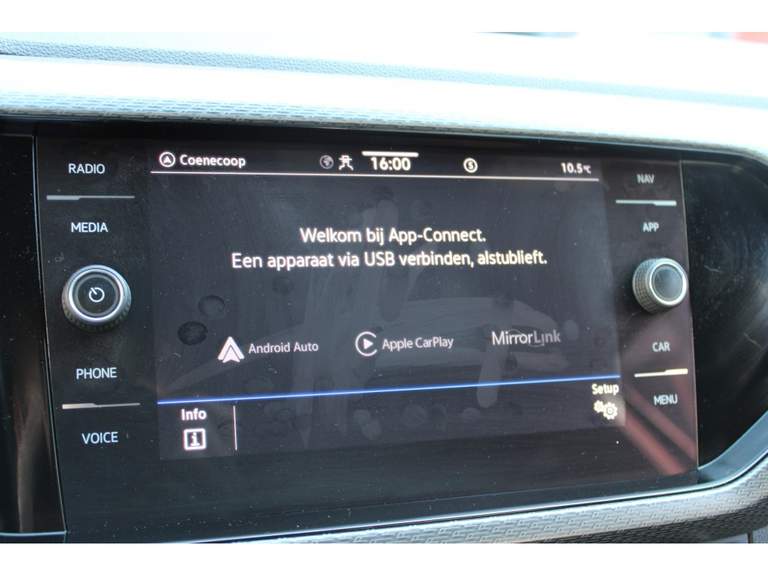 RADIO
MEDIA
PHONE
VOICE
Coenecoop
16:00
10.5°C
Welkom bij App-Connect.
Een apparaat via USB verbinden, alstublieft.
Android Auto
Apple CarPlay
MirrorLink
Info
Setup
NAV
APP
CAR
MENU